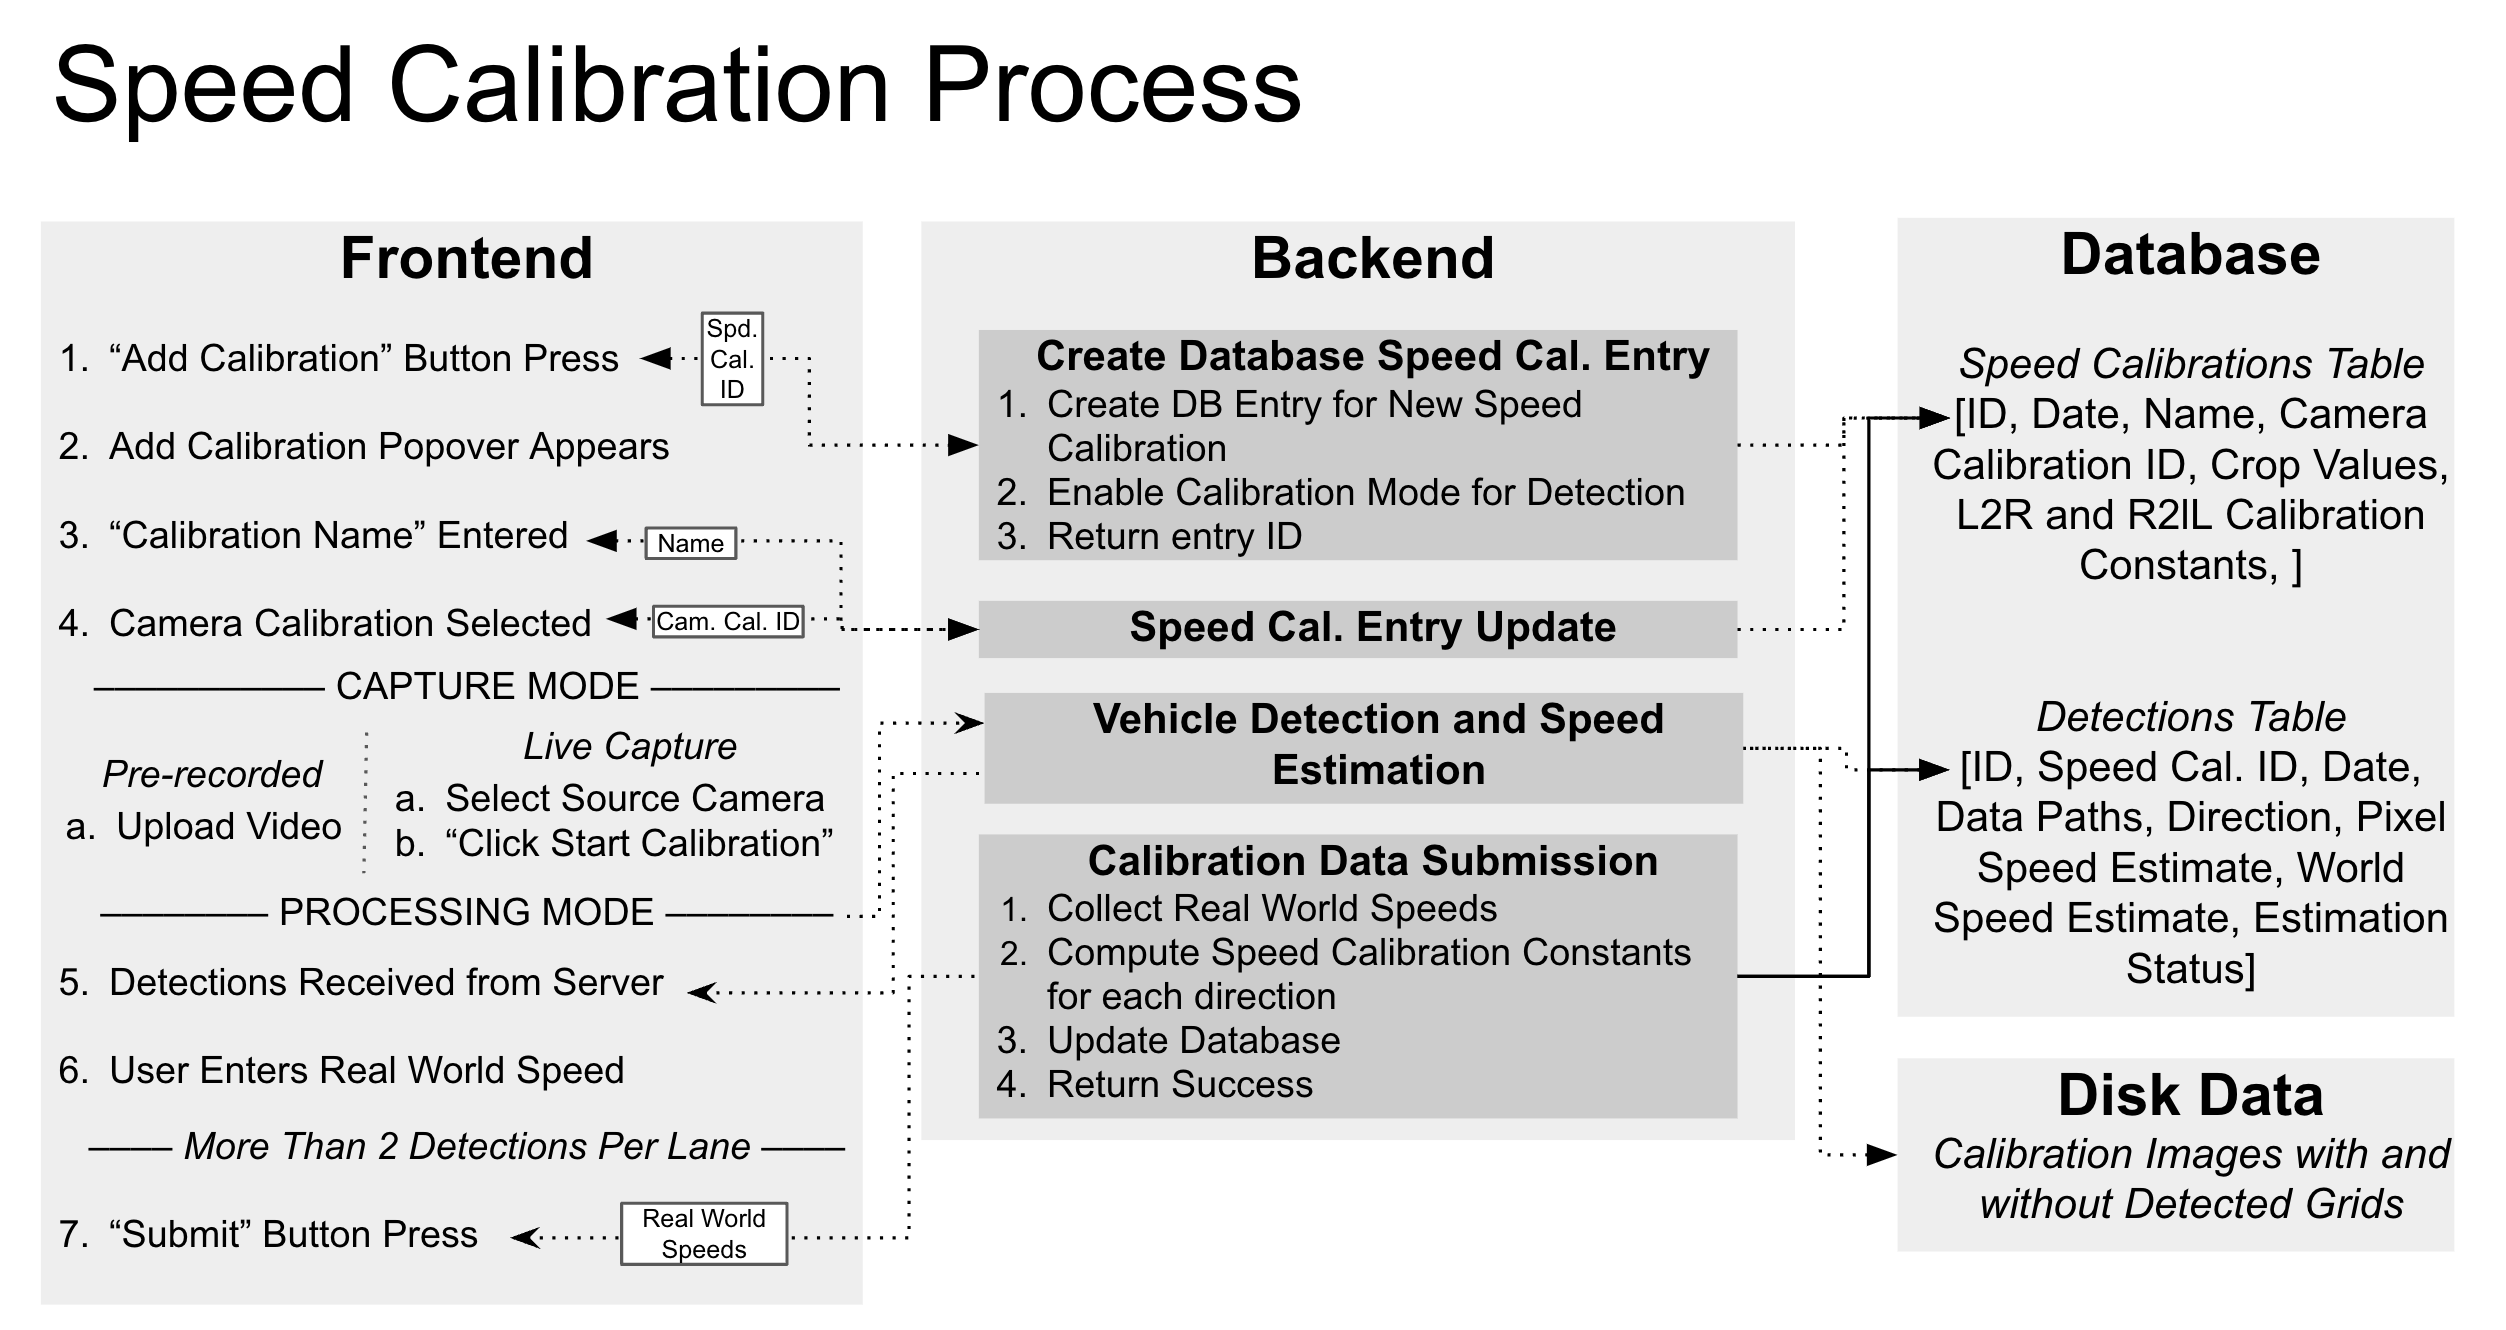 Speed Calibration Process
Frontend
1. “Add Calibration” Button Press
Spd.
Cal.
ID
2. Add Calibration Popover Appears
3. “Calibration Name” Entered
Name
4. Camera Calibration Selected
Cam. Cal. ID
CAPTURE MODE
Pre-recorded
a. Upload Video
Live Capture
a. Select Source Camera
b. “Click Start Calibration”
PROCESSING MODE
5. Detections Received from Server
6. User Enters Real World Speed
More Than 2 Detections Per Lane
7. “Submit” Button Press
Real World
Speeds
Backend
Create Database Speed Cal. Entry
1. Create DB Entry for New Speed
Calibration
2. Enable Calibration Mode for Detection
3. Return entry ID
Speed Cal. Entry Update
Vehicle Detection and Speed
Estimation
Calibration Data Submission
1. Collect Real World Speeds
2. Compute Speed Calibration Constants
for each direction
3. Update Database
4. Return Success
Database
Speed Calibrations Table
[ID, Date, Name, Camera
Calibration ID, Crop Values,
L2R and R2lL Calibration
Constants, ]
Detections Table
[ID, Speed Cal. ID, Date,
Data Paths, Direction, Pixel
Speed Estimate, World
Speed Estimate, Estimation
Status]
Disk Data
Calibration Images with and
without Detected Grids